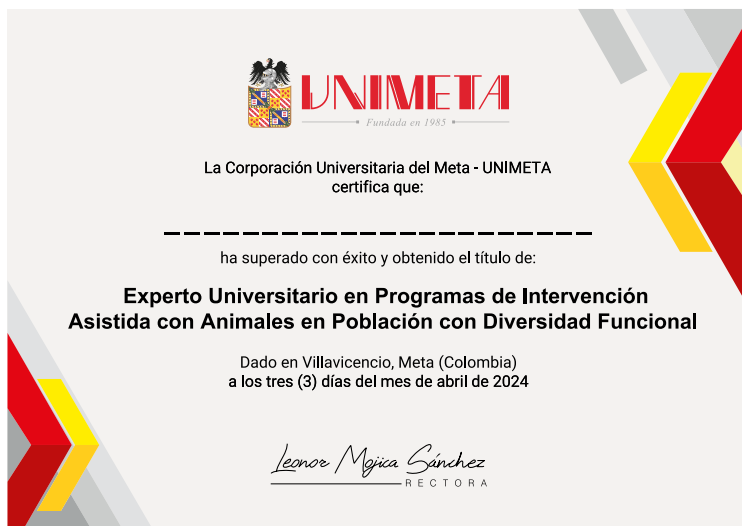 UNIMETA
Fundada en 1985
La Corporación Universitaria del Meta - UNIMETA
certifica que:
ha superado con éxito y obtenido el título de:
Experto Universitario en Programas de Intervención
Asistida con Animales en Población con Diversidad Funcional
Dado en Villavicencio, Meta (Colombia)
a los tres (3) días del mes de abril de 2024
Leonor Mojica Sánchez
RECTORA